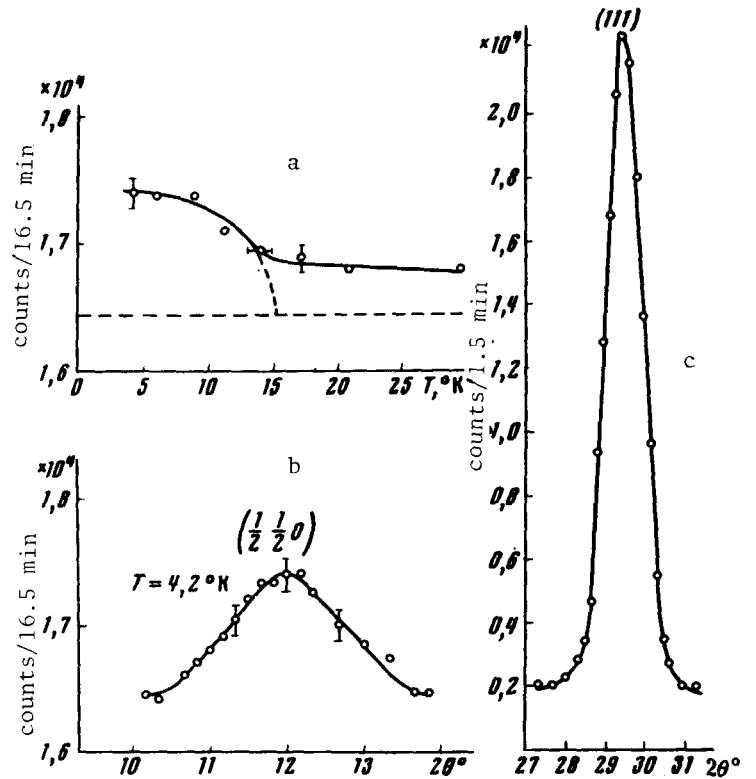 ×10⁴
1,8
1,7
1,6
counts/16.5 min
a
0 5 10 15 20 25 T,°K
×10⁴
1,8
1,7
1,6
counts/16.5 min
b
(1/2 1/2 0)
T = 4,2°K
10 11 12 13 2θ°
(111)
×10⁴
2,0
1,8
1,6
1,4
1,2
1,0
0,8
0,6
0,4
0,2
counts/1.5 min
c
27 28 29 30 31 2θ°